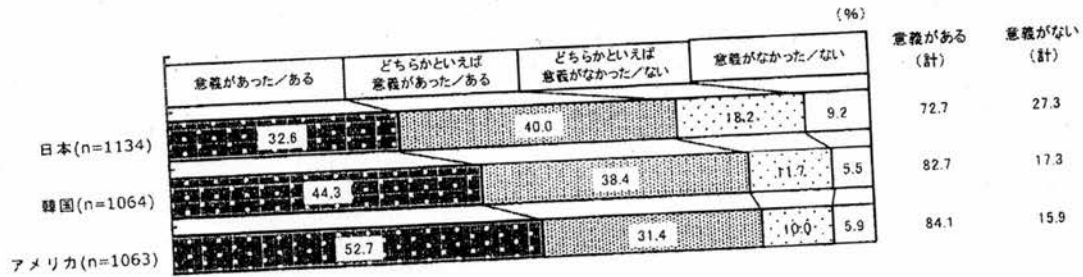 (%)
意義があった／ある
どちらかといえば
意義があった／ある
どちらかといえば
意義がなかった／ない
意義がなかった／ない
意義がある
(計)
意義がない
(計)
日本(n=1134) 32.6 40.0 18.2 9.2 72.7 27.3
韓国(n=1064) 44.3 38.4 11.7 5.5 82.7 17.3
アメリカ(n=1063) 52.7 31.4 10.0 5.9 84.1 15.9